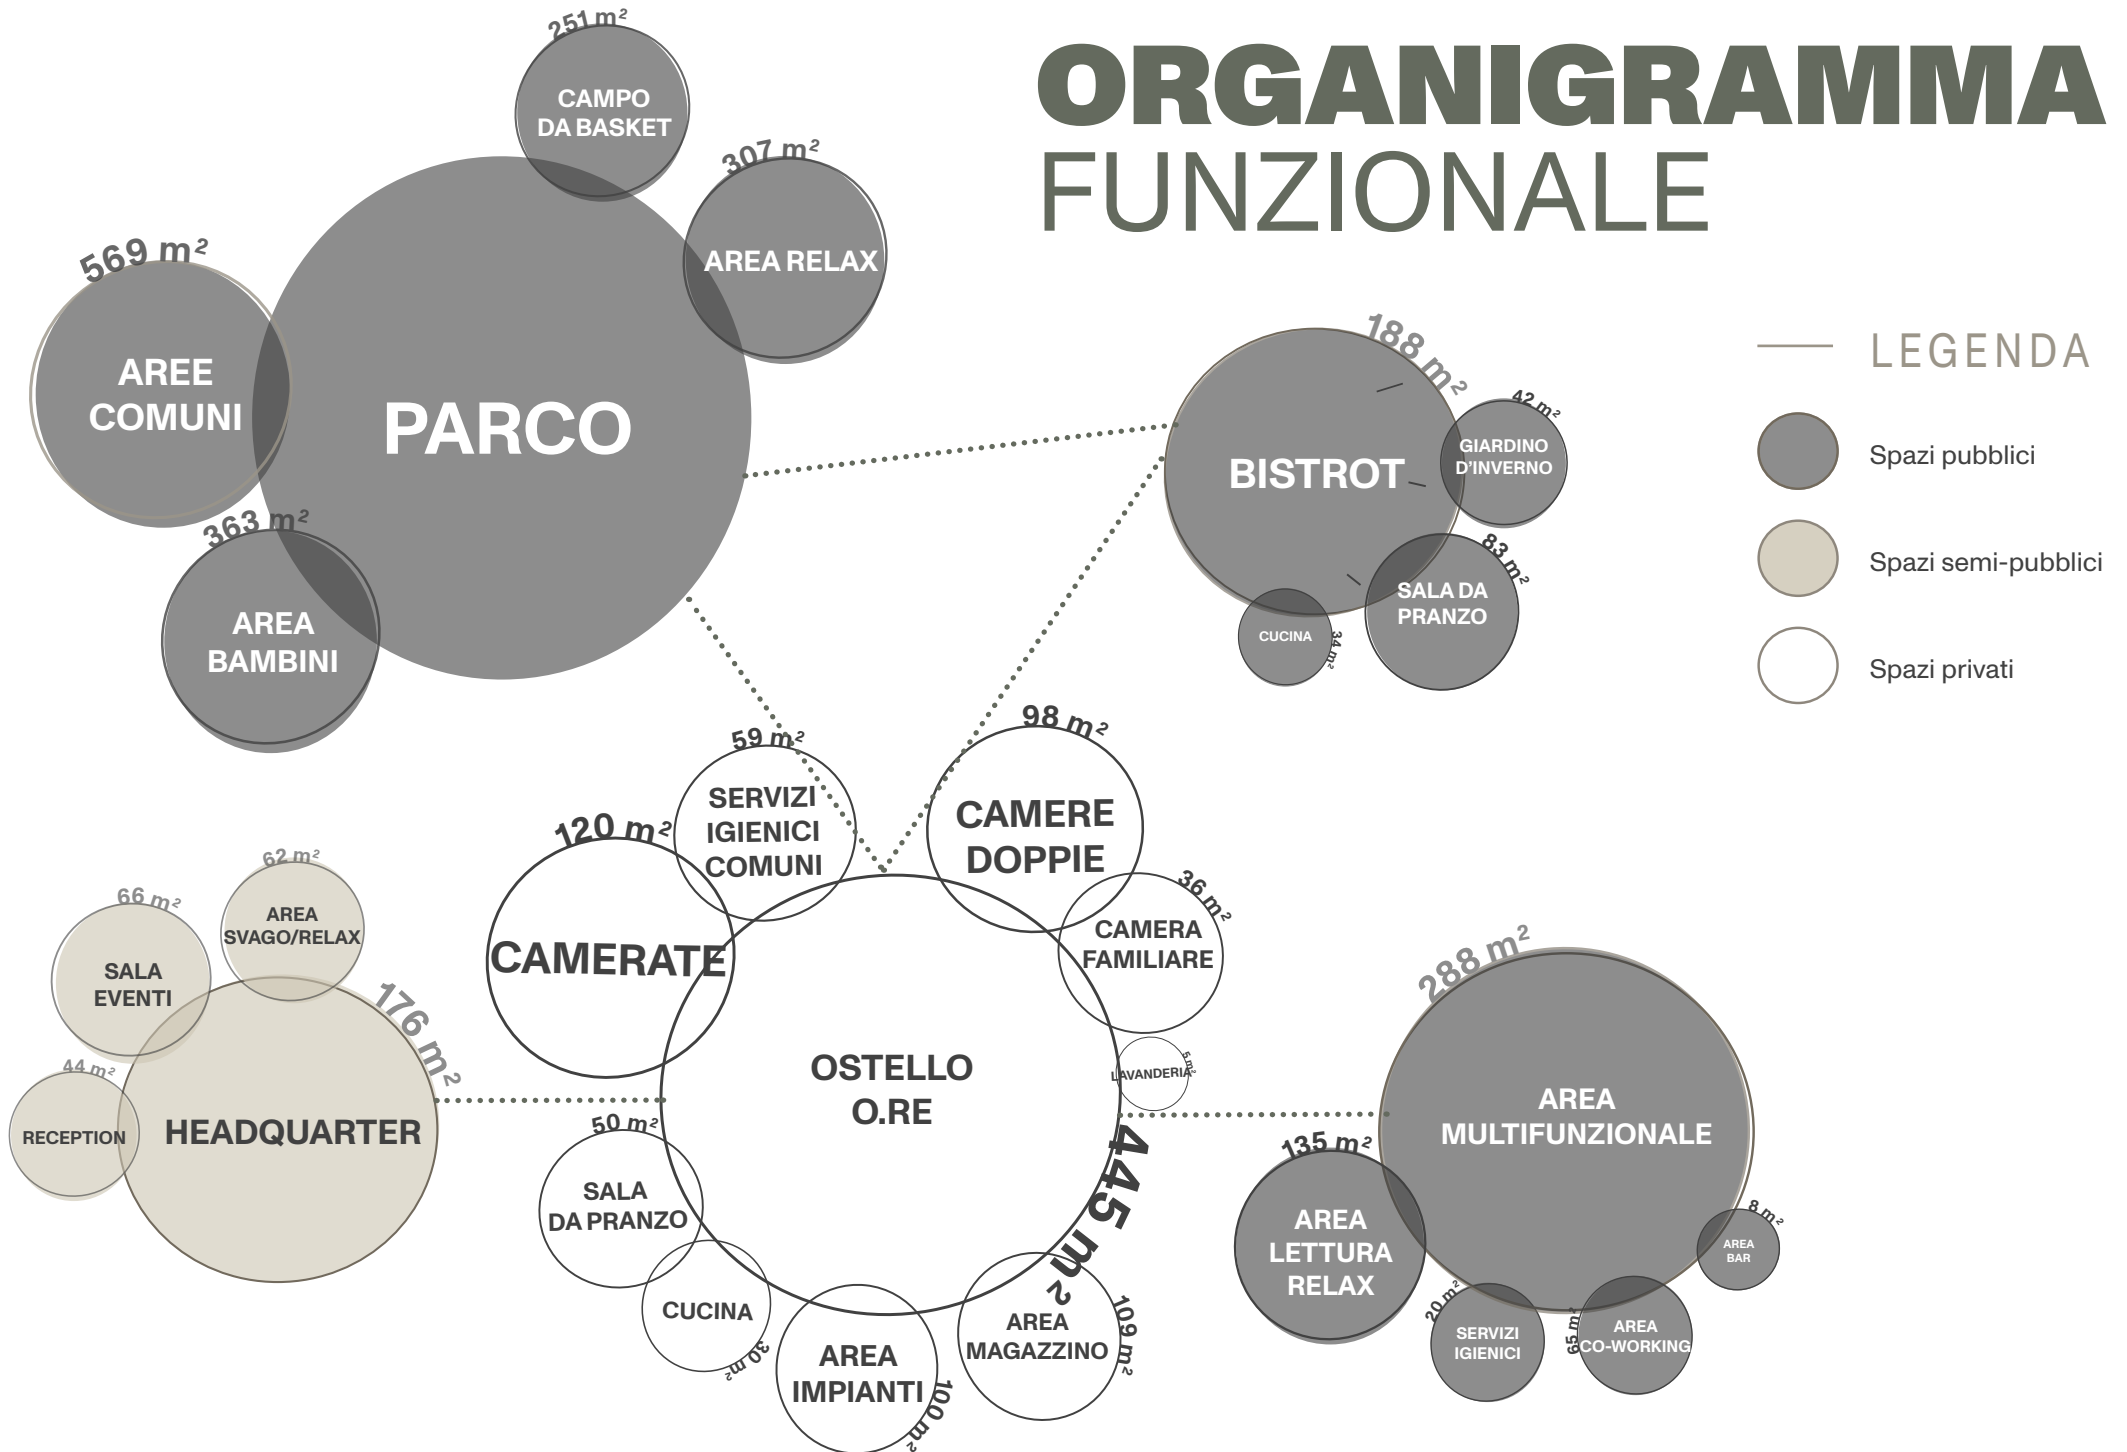 ORGANIGRAMMA
FUNZIONALE
251 m²
CAMPO
DA BASKET
307 m²
AREA RELAX
569 m²
AREE
COMUNI
PARCO
363 m²
AREA
BAMBINI
188 m²
BISTROT
42 m²
GIARDINO
D'INVERNO
83 m²
SALA DA
PRANZO
CUCINA
34 m²
LEGENDA
Spazi pubblici
Spazi semi-pubblici
Spazi privati
59 m²
SERVIZI
IGIENICI
COMUNI
98 m²
CAMERE
DOPPIE
120 m²
CAMERATE
36 m²
CAMERA
FAMILIARE
5 m²
LAVANDERIA
OSTELLO
O.RE
445 m²
50 m²
SALA
DA PRANZO
CUCINA
30 m²
AREA
IMPIANTI
100 m²
AREA
MAGAZZINO
109 m²
62 m²
AREA
SVAGO/RELAX
66 m²
SALA
EVENTI
44 m²
RECEPTION
176 m²
HEADQUARTER
288 m²
AREA
MULTIFUNZIONALE
135 m²
AREA
LETTURA
RELAX
20 m²
SERVIZI
IGIENICI
65 m²
AREA
CO-WORKING
8 m²
AREA
BAR